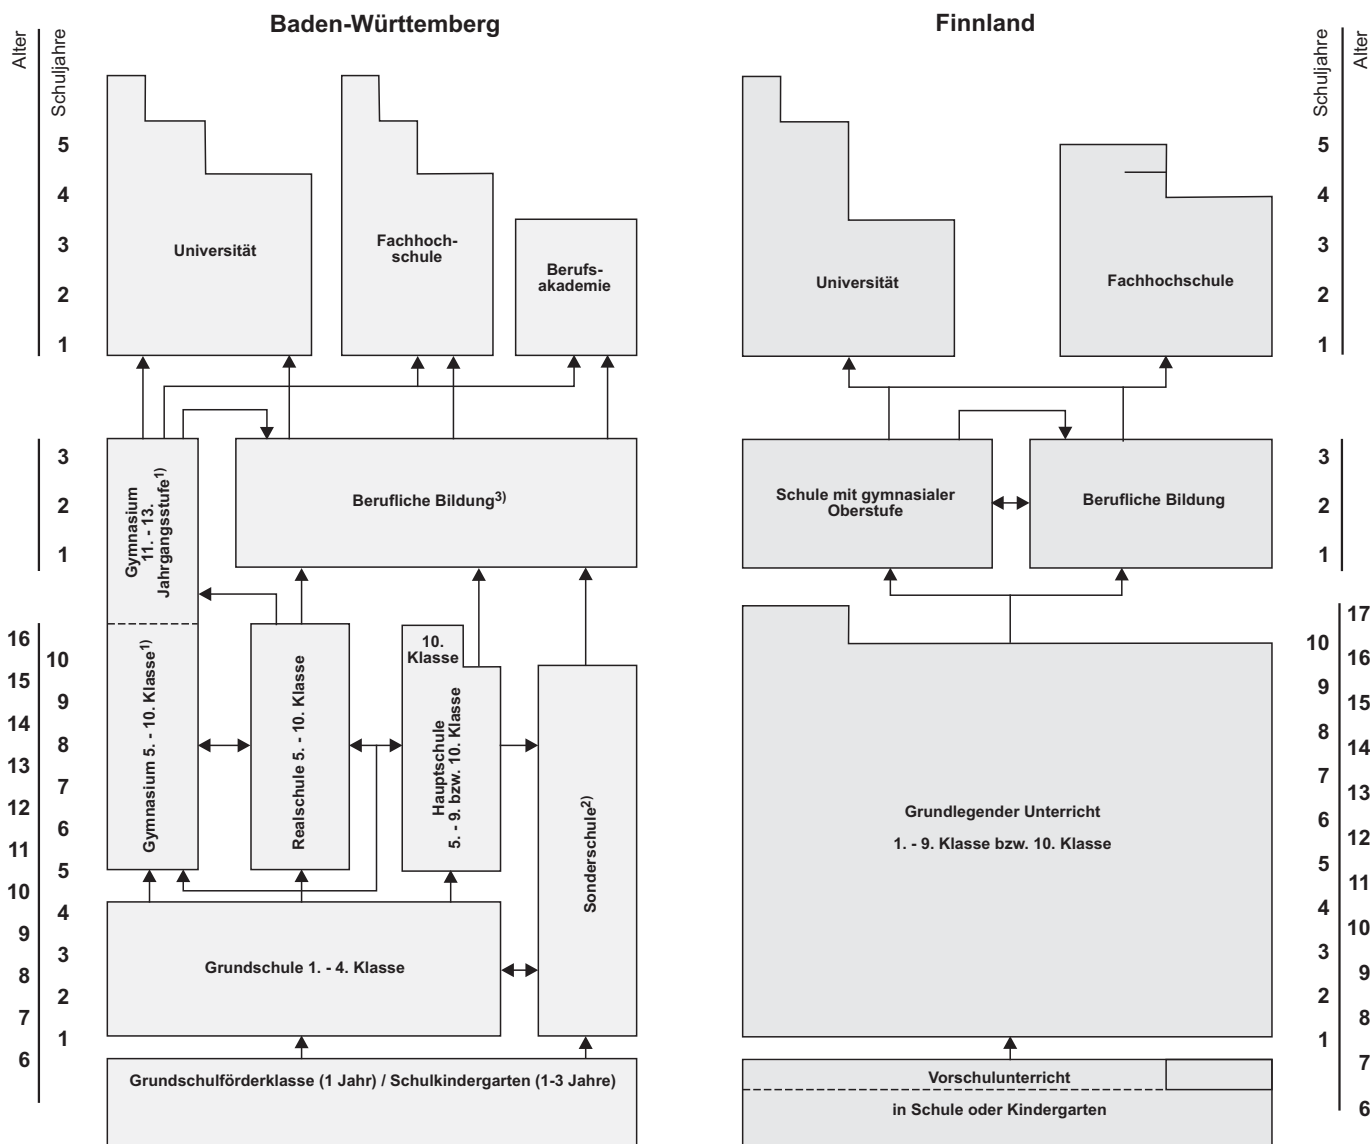 Baden-Württemberg
Finnland
Alter
Schuljahre
Schuljahre
Alter
5
4
3
2
1
Universität
Fachhoch-
schule
Berufs-
akademie
Universität
Fachhochschule
5
4
3
2
1
3
2
1
Gymnasium
11. - 13.
Jahrgangsstufe1)
Berufliche Bildung3)
Schule mit gymnasialer
Oberstufe
Berufliche Bildung
3
2
1
16
15
14
13
12
11
10
9
8
7
6
10
9
8
7
6
5
4
3
2
1
Gymnasium 5. - 10. Klasse1)
Realschule 5. - 10. Klasse
10.
Klasse
Hauptschule
5. - 9. bzw. 10. Klasse
Sonderschule2)
Grundschule 1. - 4. Klasse
Grundschulförderklasse (1 Jahr) / Schulkindergarten (1-3 Jahre)
Grundlegender Unterricht
1. - 9. Klasse bzw. 10. Klasse
Vorschulunterricht
in Schule oder Kindergarten
10
9
8
7
6
5
4
3
2
1
17
16
15
14
13
12
11
10
9
8
7
6